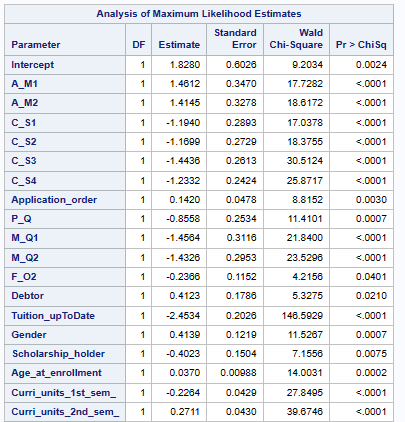 Analysis of Maximum Likelihood Estimates
Parameter DF Estimate Standard Error Wald Chi-Square Pr > ChiSq
Intercept 1 1.8280 0.6026 9.2034 0.0024
A_M1 1 1.4612 0.3470 17.7282 <.0001
A_M2 1 1.4145 0.3278 18.6172 <.0001
C_S1 1 -1.1940 0.2893 17.0378 <.0001
C_S2 1 -1.1699 0.2729 18.3755 <.0001
C_S3 1 -1.4436 0.2613 30.5124 <.0001
C_S4 1 -1.2332 0.2424 25.8717 <.0001
Application_order 1 0.1420 0.0478 8.8152 0.0030
P_Q 1 -0.8558 0.2534 11.4101 0.0007
M_Q1 1 -1.4564 0.3116 21.8400 <.0001
M_Q2 1 -1.4326 0.2953 23.5296 <.0001
F_O2 1 -0.2366 0.1152 4.2156 0.0401
Debtor 1 0.4123 0.1786 5.3275 0.0210
Tuition_upToDate 1 -2.4534 0.2026 146.5929 <.0001
Gender 1 0.4139 0.1219 11.5267 0.0007
Scholarship_holder 1 -0.4023 0.1504 7.1556 0.0075
Age_at_enrollment 1 0.0370 0.00988 14.0031 0.0002
Curri_units_1st_sem_ 1 -0.2264 0.0429 27.8495 <.0001
Curri_units_2nd_sem_ 1 0.2711 0.0430 39.6746 <.0001